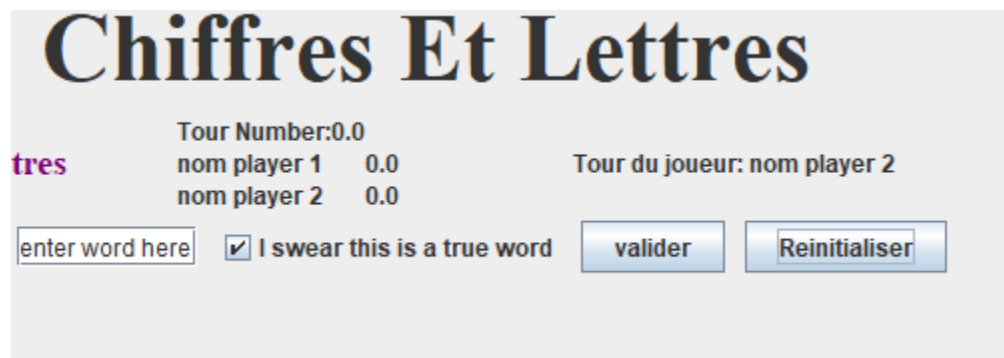 Chiffres Et Lettres
Tour Number:0.0
tres nom player 1 0.0 Tour du joueur: nom player 2
nom player 2 0.0
enter word here I swear this is a true word valider Reinitialiser